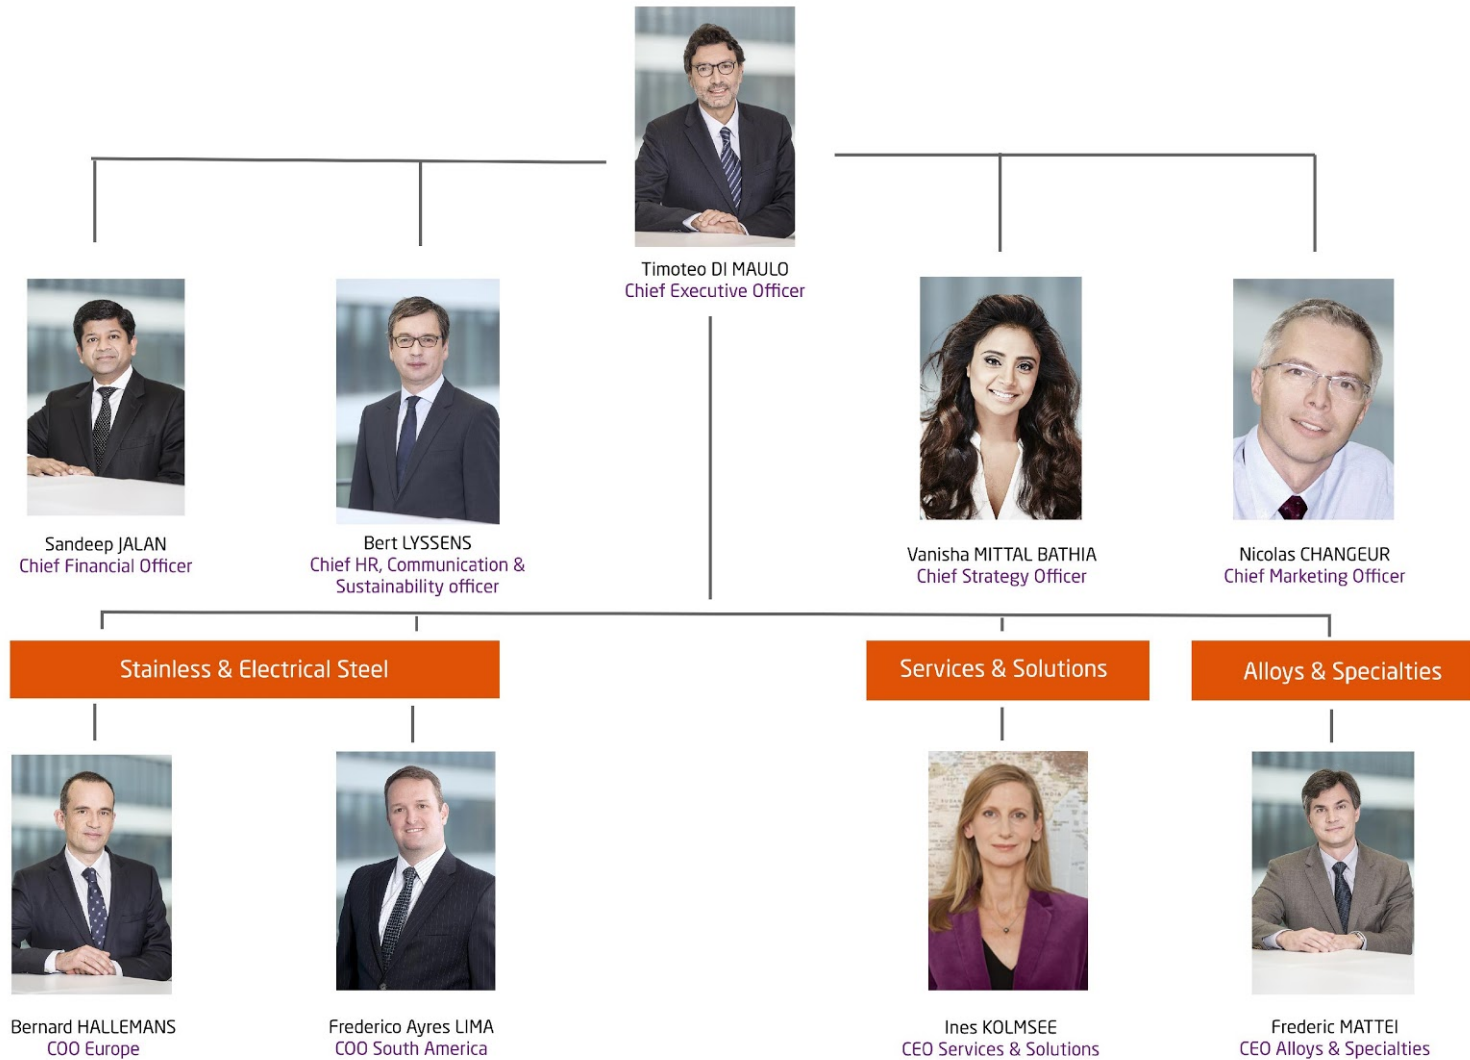 Timoteo DI MAULO
Chief Executive Officer
Sandeep JALAN
Chief Financial Officer
Bert LYSSENS
Chief HR, Communication &
Sustainability officer
Vanisha MITTAL BATHIA
Chief Strategy Officer
Nicolas CHANGEUR
Chief Marketing Officer
Stainless & Electrical Steel
Services & Solutions
Alloys & Specialties
Bernard HALLEMANS
COO Europe
Frederico Ayres LIMA
COO South America
Ines KOLMSEE
CEO Services & Solutions
Frederic MATTEI
CEO Alloys & Specialties